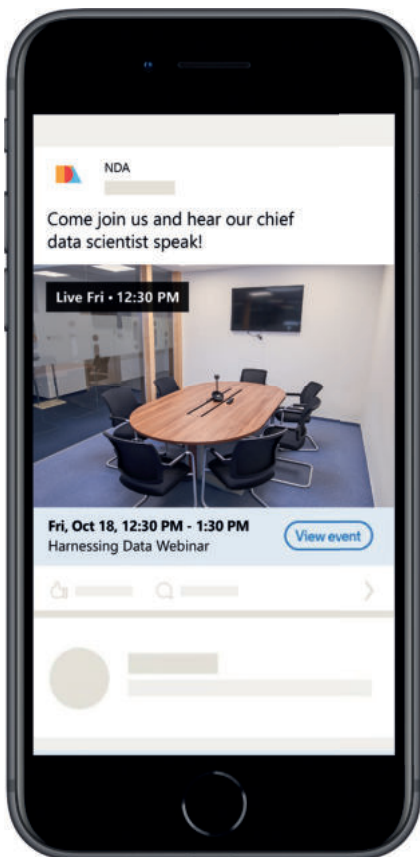 NDA
Come join us and hear our chief
data scientist speak!
Live Fri • 12:30 PM
Fri, Oct 18, 12:30 PM - 1:30 PM
Harnessing Data Webinar
View event